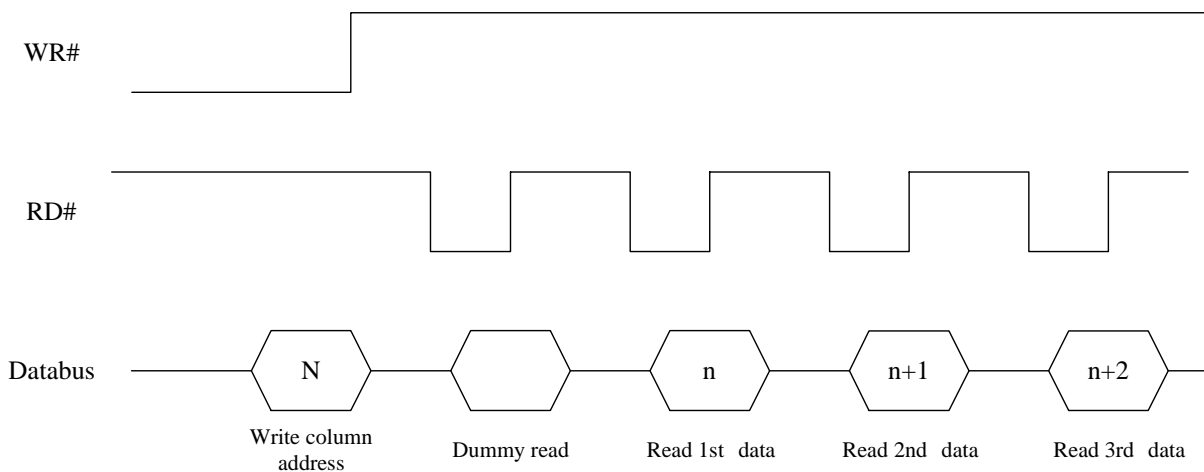 WR#
RD#
Databus
N
n
n+1
n+2
Write column
address
Dummy read
Read 1st data
Read 2nd data
Read 3rd data